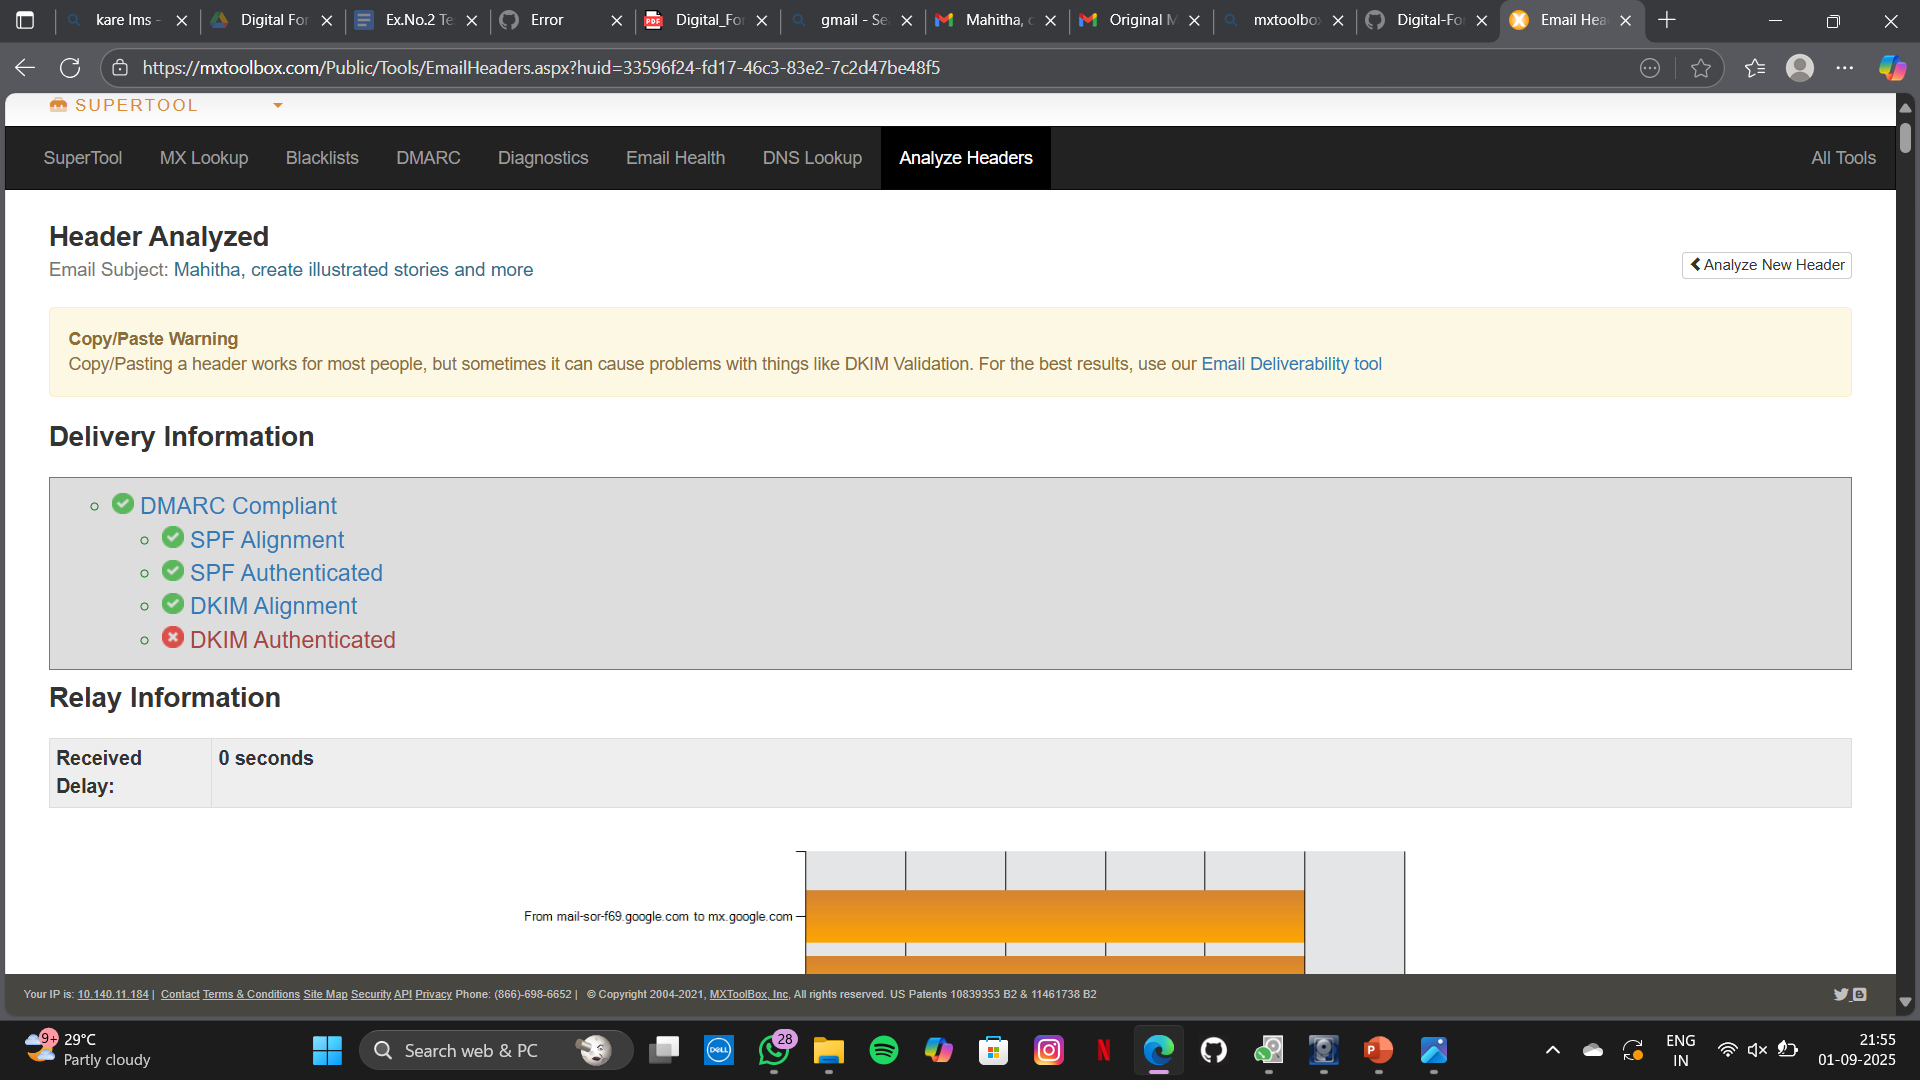 kare lms -
Digital For
Ex.No.2 Te
Error
Digital_For
gmail - Se
Mahitha, c
Original M
mxtoolbo
Digital-Fo
Email Hea
https://mxtoolbox.com/Public/Tools/EmailHeaders.aspx?huid=33596f24-fd17-46c3-83e2-7c2d47be48f5
SUPERTOOL
SuperTool MX Lookup Blacklists DMARC Diagnostics Email Health DNS Lookup Analyze Headers All Tools
Header Analyzed
Email Subject: Mahitha, create illustrated stories and more
Analyze New Header
Copy/Paste Warning
Copy/Pasting a header works for most people, but sometimes it can cause problems with things like DKIM Validation. For the best results, use our Email Deliverability tool
Delivery Information
DMARC Compliant
SPF Alignment
SPF Authenticated
DKIM Alignment
DKIM Authenticated
Relay Information
Received Delay:
0 seconds
From mail-sor-f69.google.com to mx.google.com
Your IP is: 10.140.11.184 | Contact Terms & Conditions Site Map Security API Privacy Phone: (866)-698-6652 | © Copyright 2004-2021, MXToolBox, Inc, All rights reserved. US Patents 10839353 B2 & 11461738 B2
9+
29°C
Partly cloudy
Search web & PC
DELL
28
ENG
IN
21:55
01-09-2025